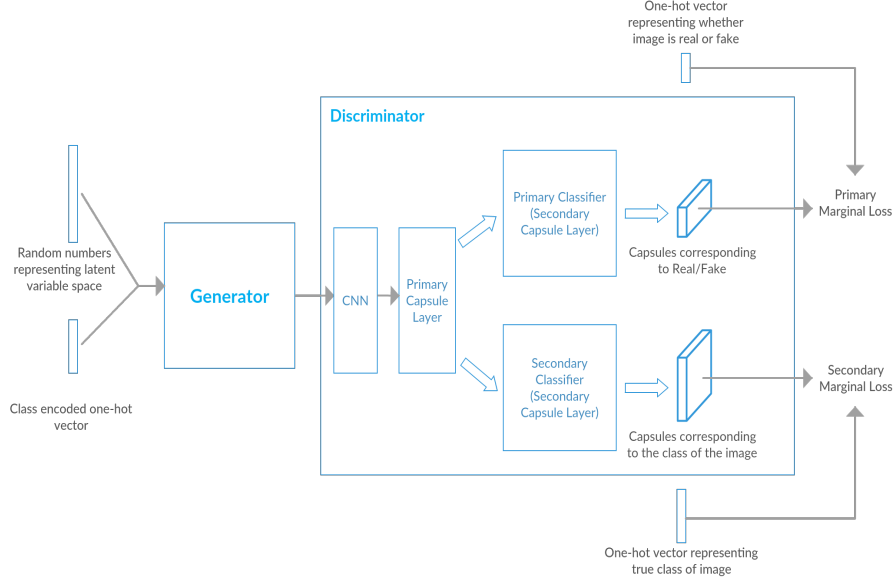 One-hot vector
representing whether
image is real or fake
Discriminator
Random numbers
representing latent
variable space
Class encoded one-hot
vector
Generator
CNN
Primary
Capsule
Layer
Primary Classifier
(Secondary
Capsule Layer)
Capsules corresponding
to Real/Fake
Primary
Marginal Loss
Secondary
Classifier
(Secondary
Capsule Layer)
Capsules corresponding
to the class of the image
Secondary
Marginal Loss
One-hot vector representing
true class of image